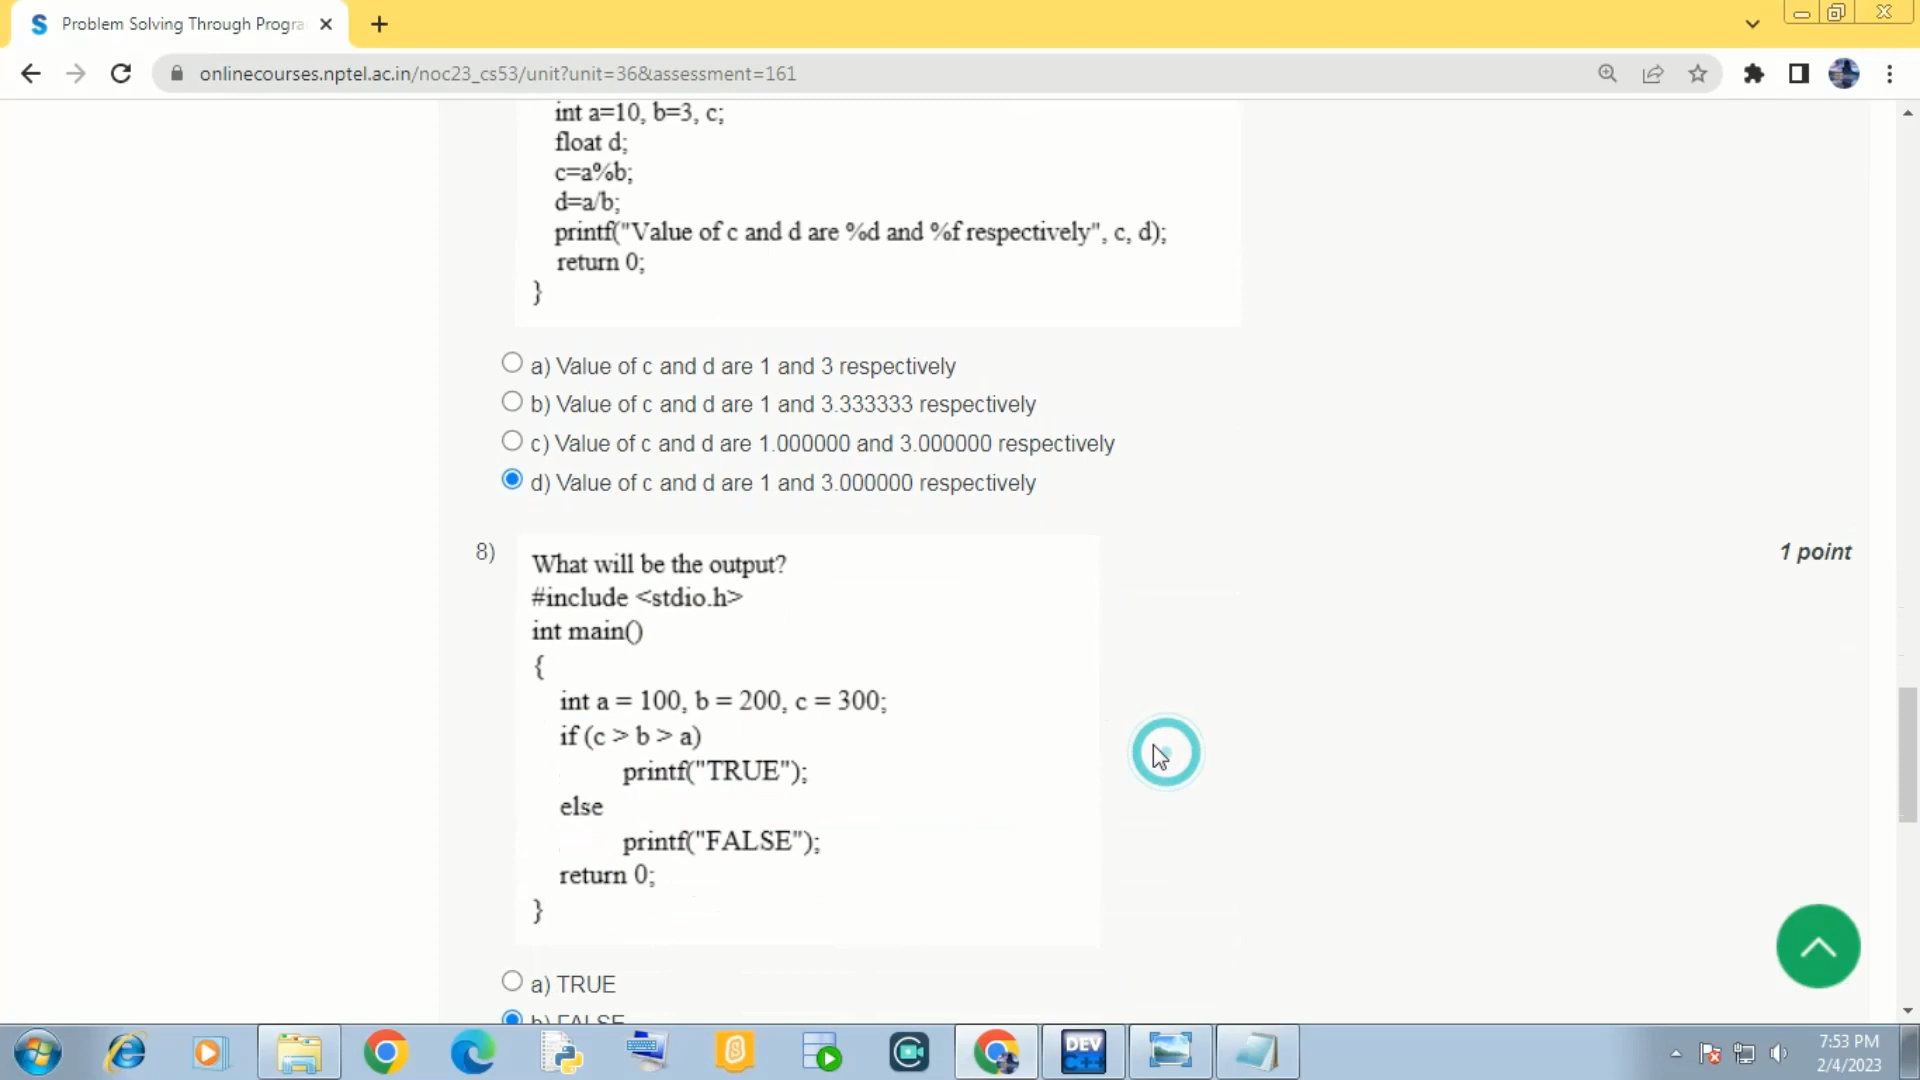 Problem Solving Through Progra
onlinecourses.nptel.ac.in/noc23_cs53/unit?unit=36&assessment=161
int a=10, b=3, c;
float d;
c=a%b;
d=a/b;
printf("Value of c and d are %d and %f respectively", c, d);
return 0;
}
a) Value of c and d are 1 and 3 respectively
b) Value of c and d are 1 and 3.333333 respectively
c) Value of c and d are 1.000000 and 3.000000 respectively
d) Value of c and d are 1 and 3.000000 respectively
8)
1 point
What will be the output?
#include <stdio.h>
int main()
{
int a = 100, b = 200, c = 300;
if (c > b > a)
printf("TRUE");
else
printf("FALSE");
return 0;
}
a) TRUE
b) FALSE
DEV
C++
7:53 PM
2/4/2023